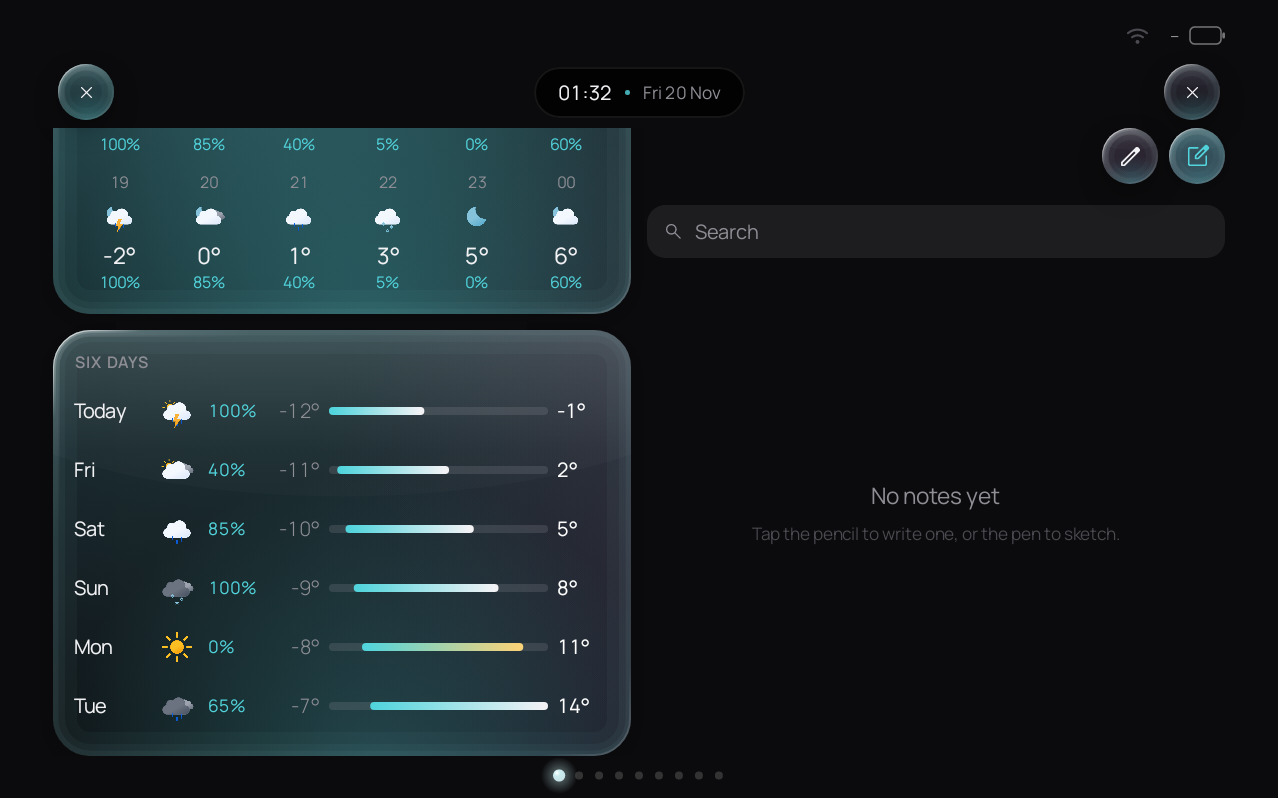 –
01:32 • Fri 20 Nov
100% 85% 40% 5% 0% 60%
19 20 21 22 23 00
-2° 0° 1° 3° 5° 6°
100% 85% 40% 5% 0% 60%
Search
SIX DAYS
Today 100% -12° -1°
Fri 40% -11° 2°
Sat 85% -10° 5°
Sun 100% -9° 8°
Mon 0% -8° 11°
Tue 65% -7° 14°
No notes yet
Tap the pencil to write one, or the pen to sketch.